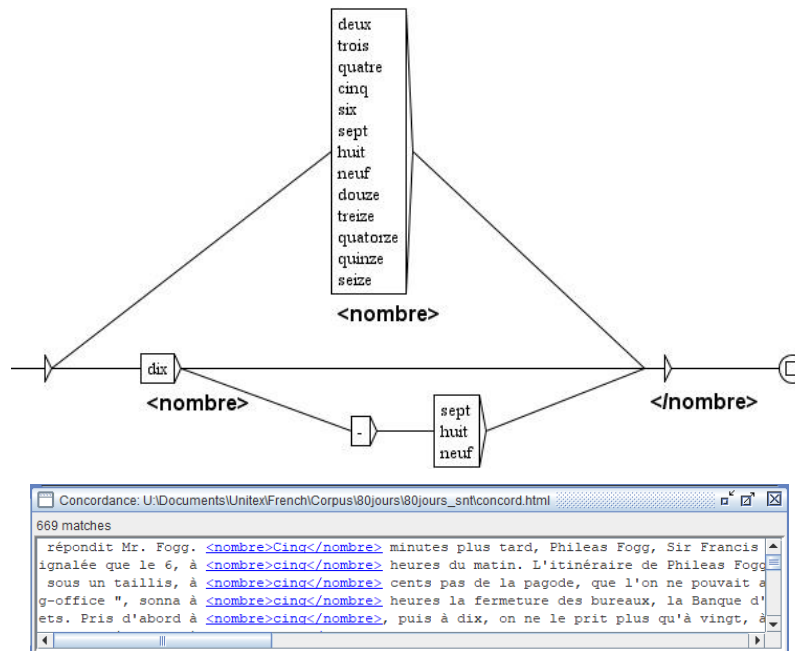 deux
trois
quatre
cinq
six
sept
huit
neuf
douze
treize
quatorze
quinze
seize
<nombre>
dix
<nombre>
-
sept
huit
neuf
</nombre>
Concordance: U:\Documents\Unitex\French\Corpus\80jours\80jours_snt\concord.html
669 matches
répondit Mr. Fogg. <nombre>Cinq</nombre> minutes plus tard, Phileas Fogg, Sir Francis
ignalée que le 6, à <nombre>cinq</nombre> heures du matin. L'itinéraire de Phileas Fogg
sous un taillis, à <nombre>cinq</nombre> cents pas de la pagode, que l'on ne pouvait a
g-office ", sonna à <nombre>cinq</nombre> heures la fermeture des bureaux, la Banque d'
ets. Pris d'abord à <nombre>cinq</nombre>, puis à dix, on ne le prit plus qu'à vingt, à